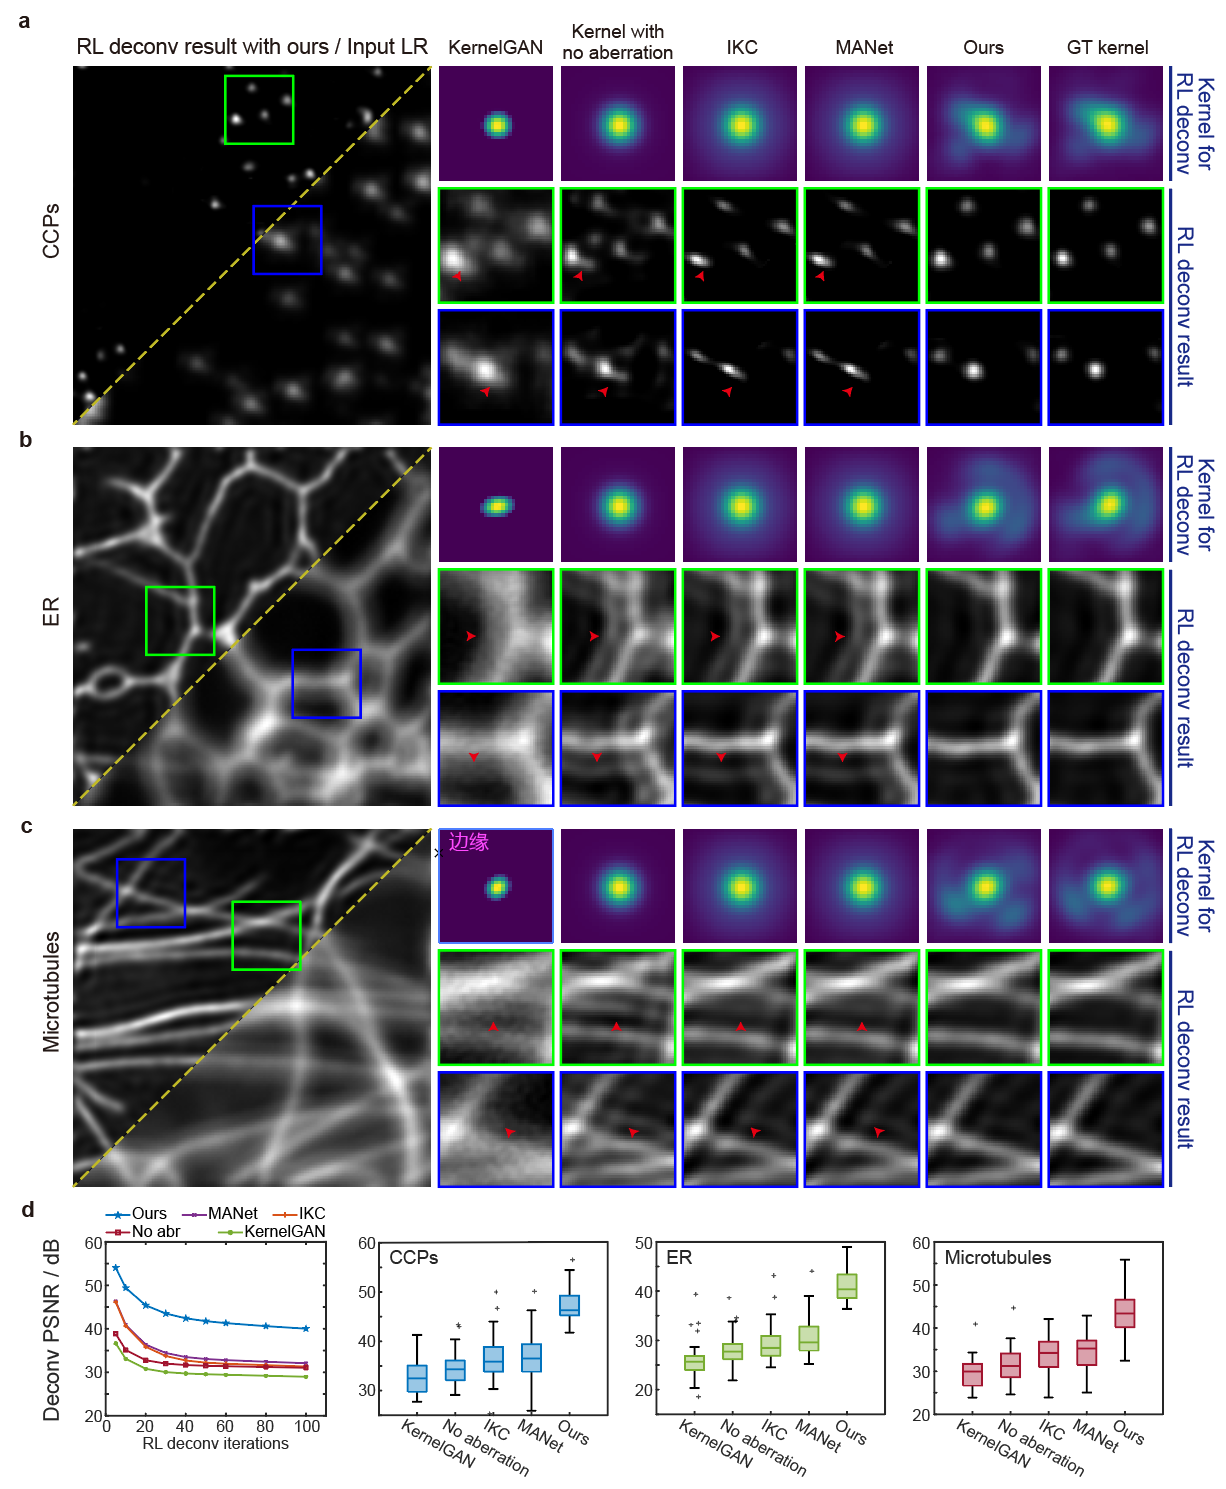 a
RL deconv result with ours / Input LR
KernelGAN
Kernel with
no aberration
IKC
MANet
Ours
GT kernel
CCPs
Kernel for
RL deconv
RL deconv result
b
ER
Kernel for
RL deconv
RL deconv result
c
边缘
×
Microtubules
Kernel for
RL deconv
RL deconv result
d
Ours
MANet
IKC
No abr
KernelGAN
Deconv PSNR / dB
60
50
40
30
20
0
20
40
60
80
100
RL deconv iterations
CCPs
60
50
40
30
KernelGAN
No aberration
IKC
MANet
Ours
ER
50
40
30
20
KernelGAN
No aberration
IKC
MANet
Ours
Microtubules
60
50
40
30
20
KernelGAN
No aberration
IKC
MANet
Ours